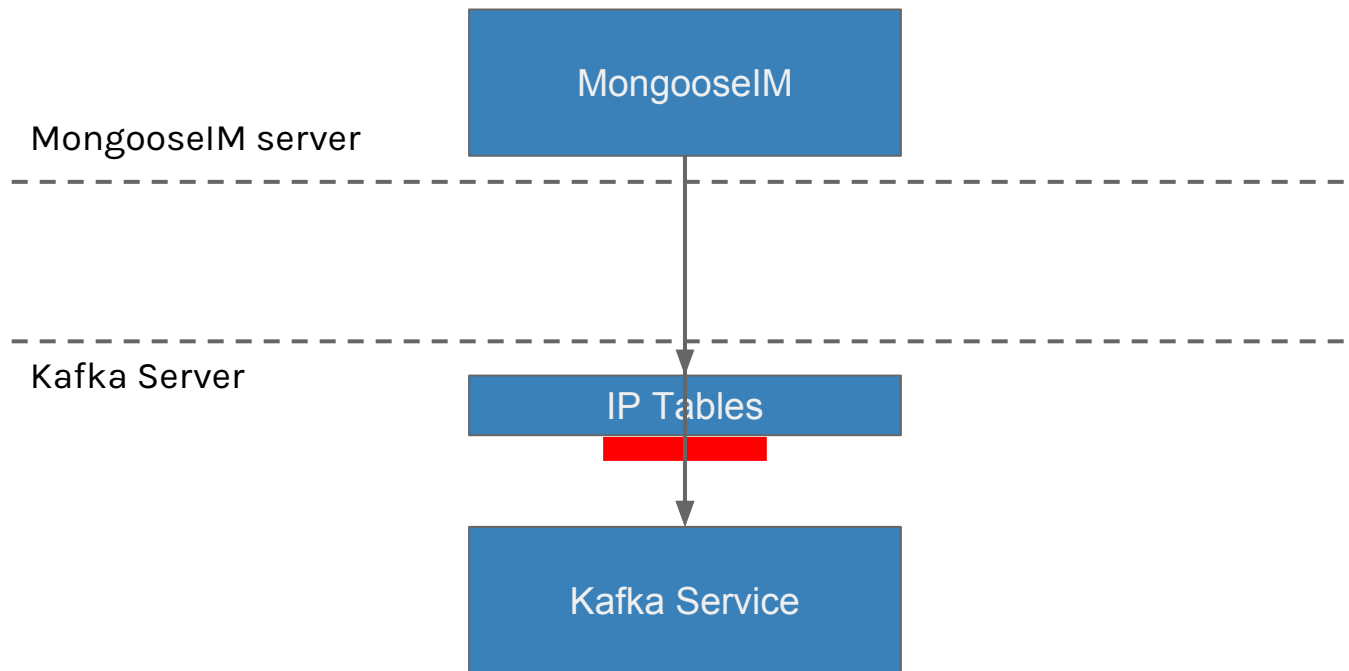 MongooseIM
MongooseIM server
Kafka Server
IP Tables
Kafka Service